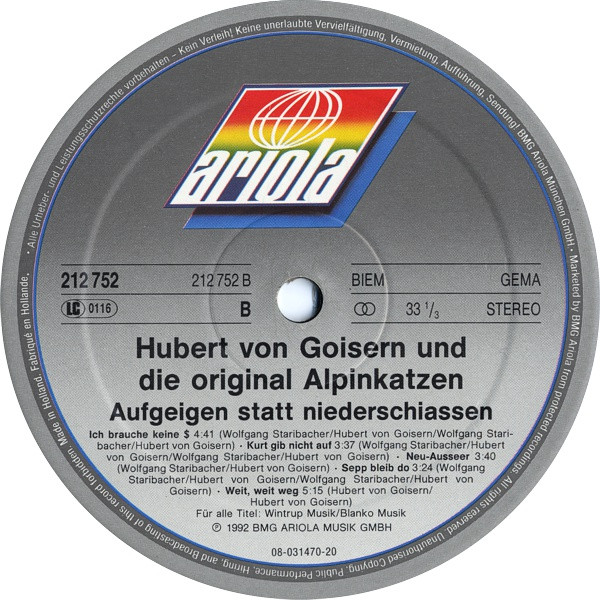 Alle Urheber- und Leistungsschutzrechte vorbehalten – Kein Verleih! Keine unerlaubte Vervielfältigung, Vermietung, Aufführung, Sendung! BMG Ariola München GmbH · Marketed by BMG Ariola from protected recordings. All rights reserved. Unauthorised Copying, Public Performance, Hiring, and Broadcasting of this record forbidden Made in Holland. Fabriqué en Hollande.
ariola
212 752 212 752 B BIEM GEMA
LC 0116 B 33 1/3 STEREO
Hubert von Goisern und
die original Alpinkatzen
Aufgeigen statt niederschiassen
Ich brauche keine $ 4:41 (Wolfgang Staribacher/Hubert von Goisern/Wolfgang Stari-
bacher/Hubert von Goisern) · Kurt gib nicht auf 3:37 (Wolfgang Staribacher/Hubert
von Goisern/Wolfgang Staribacher/Hubert von Goisern) · Neu-Ausseer 3:40
(Wolfgang Staribacher/Hubert von Goisern) · Sepp bleib do 3:24 (Wolfgang
Staribacher/Hubert von Goisern/Wolfgang Staribacher/Hubert von
Goisern) · Weit, weit weg 5:15 (Hubert von Goisern/
Hubert von Goisern)
Für alle Titel: Wintrup Musik/Blanko Musik
Ⓟ 1992 BMG ARIOLA MUSIK GMBH
08-031470-20